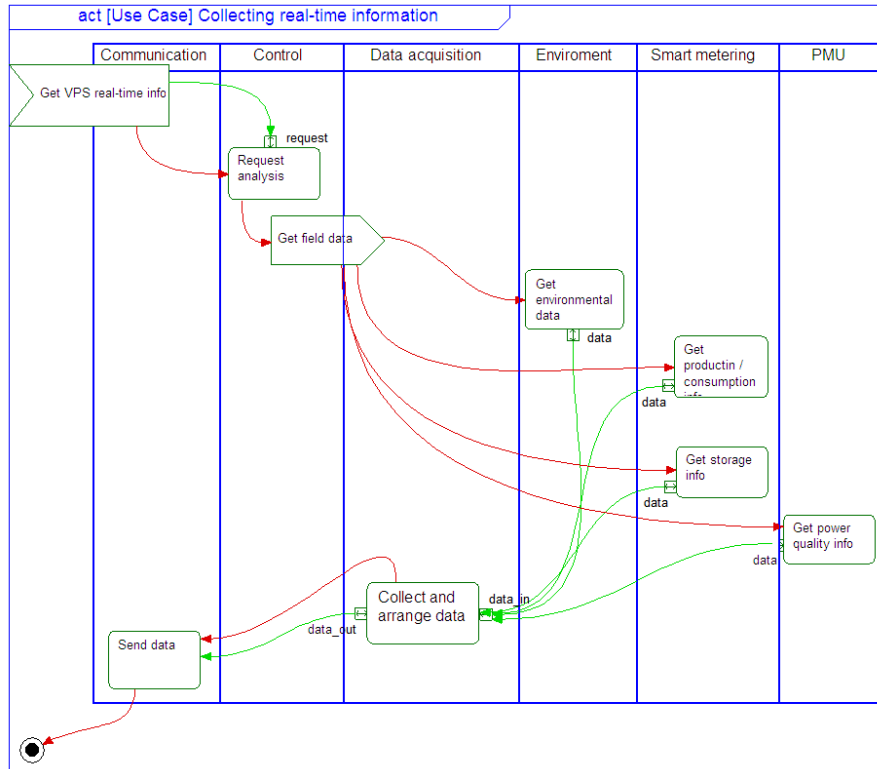 act [Use Case] Collecting real-time information
Communication
Control
Data acquisition
Enviroment
Smart metering
PMU
Get VPS real-time info
request
Request
analysis
Get field data
Get
environmental
data
data
Get
productin /
consumption
info
data
Get storage
info
data
Get power
quality info
data
Collect and
arrange data
data_in
data_out
Send data